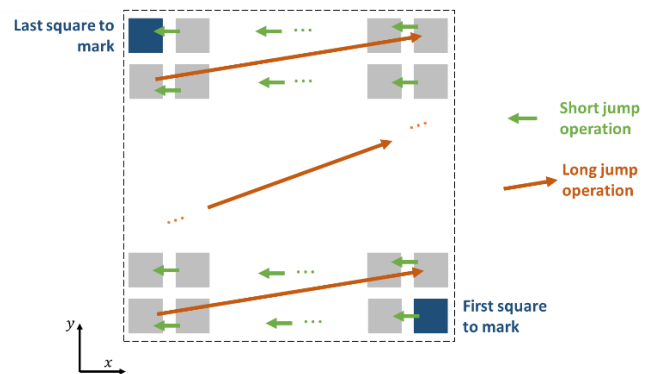 Last square to
mark
...
...
Short jump
operation
...
Long jump
operation
...
...
First square
to mark
...
y
x